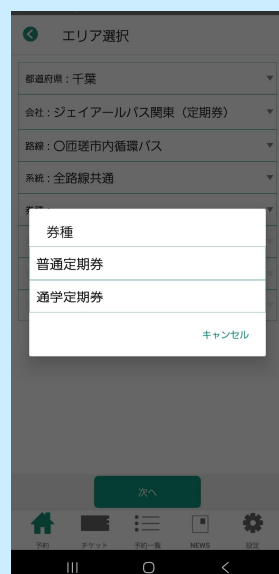 エリア選択
都道府県 : 千葉
会社 : ジェイアールバス関東（定期券）
路線 : 〇匝瑳市内循環バス
系統 : 全路線共通
券種
普通定期券
通学定期券
キャンセル
次へ
予約
チケット
予約一覧
NEWS
設定